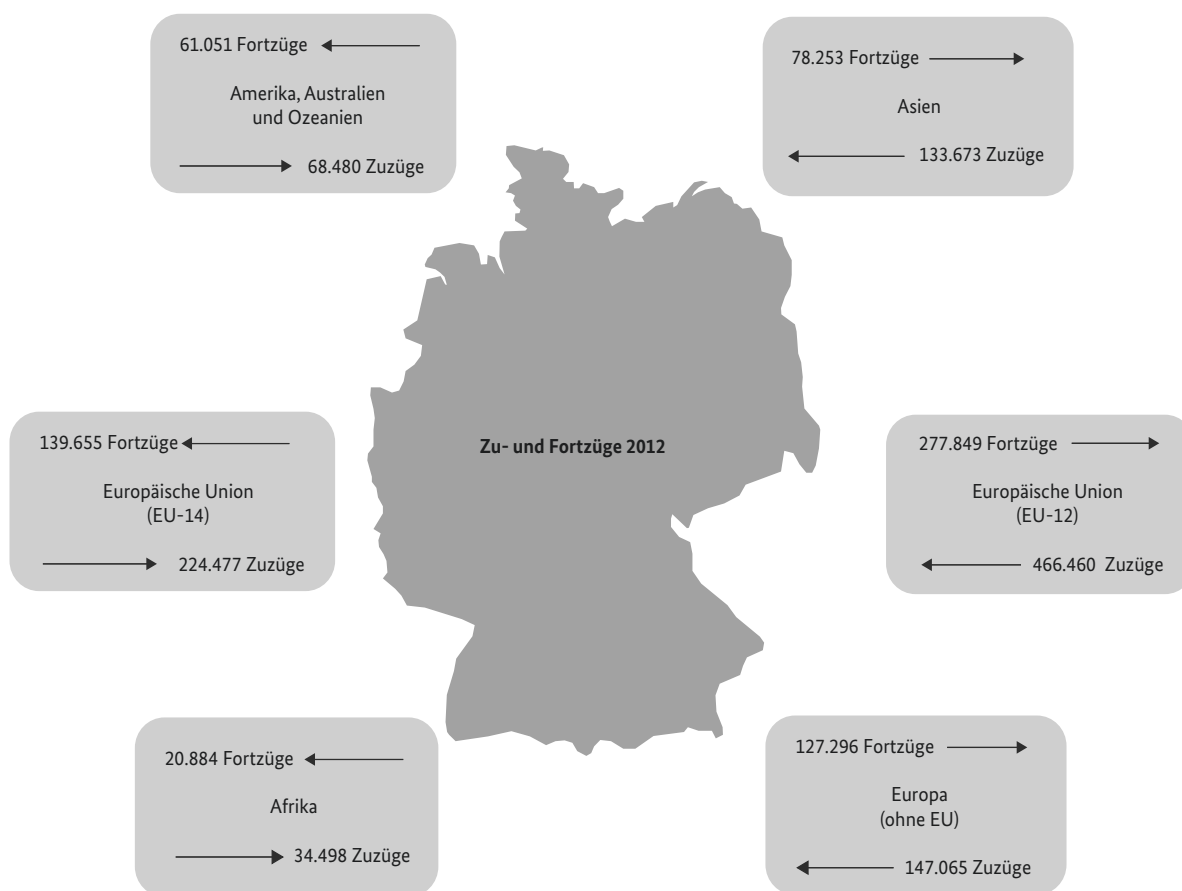 61.051 Fortzüge
Amerika, Australien
und Ozeanien
68.480 Zuzüge
78.253 Fortzüge
Asien
133.673 Zuzüge
139.655 Fortzüge
Europäische Union
(EU-14)
224.477 Zuzüge
Zu- und Fortzüge 2012
277.849 Fortzüge
Europäische Union
(EU-12)
466.460 Zuzüge
20.884 Fortzüge
Afrika
34.498 Zuzüge
127.296 Fortzüge
Europa
(ohne EU)
147.065 Zuzüge